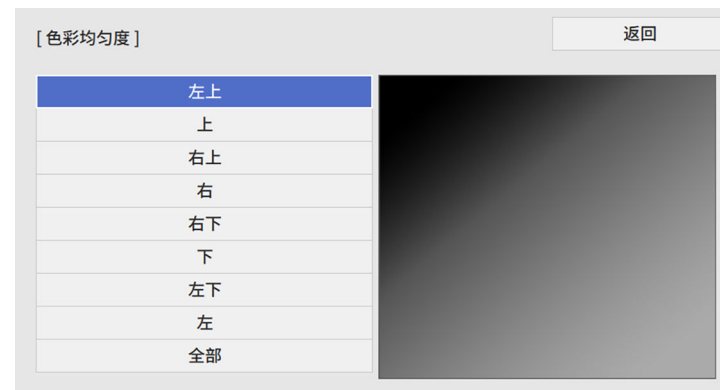 [ 色彩均匀度 ]
返回
左上
上
右上
右
右下
下
左下
左
全部